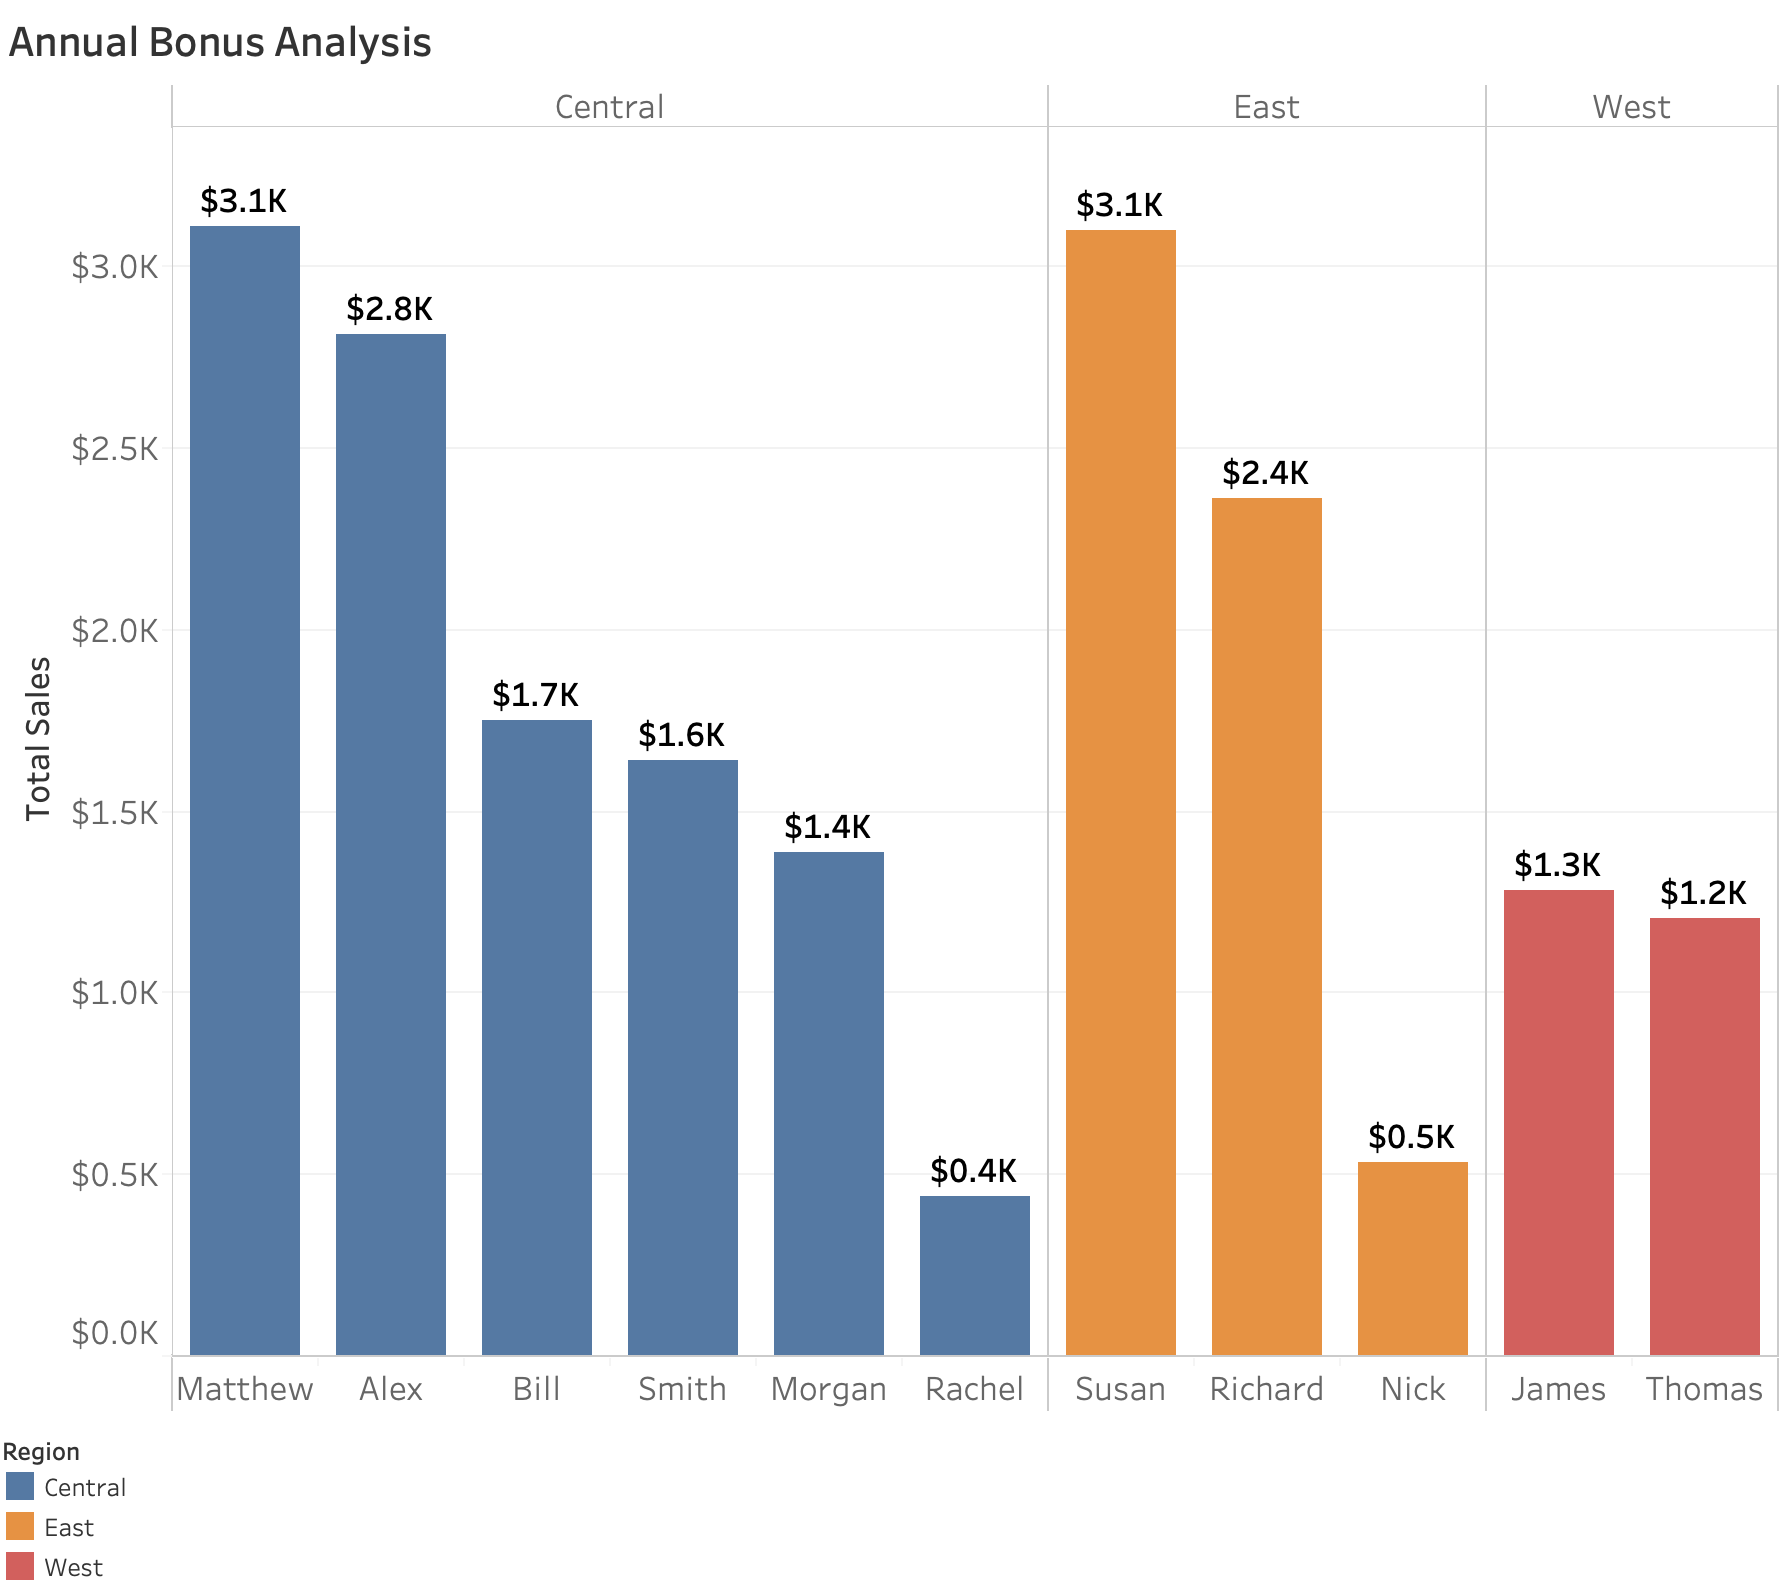 Annual Bonus Analysis
Central East West
$3.1K $2.8K $1.7K $1.6K $1.4K $0.4K $3.1K $2.4K $0.5K $1.3K $1.2K
Total Sales
$3.0K
$2.5K
$2.0K
$1.5K
$1.0K
$0.5K
$0.0K
Matthew Alex Bill Smith Morgan Rachel Susan Richard Nick James Thomas
Region
Central
East
West